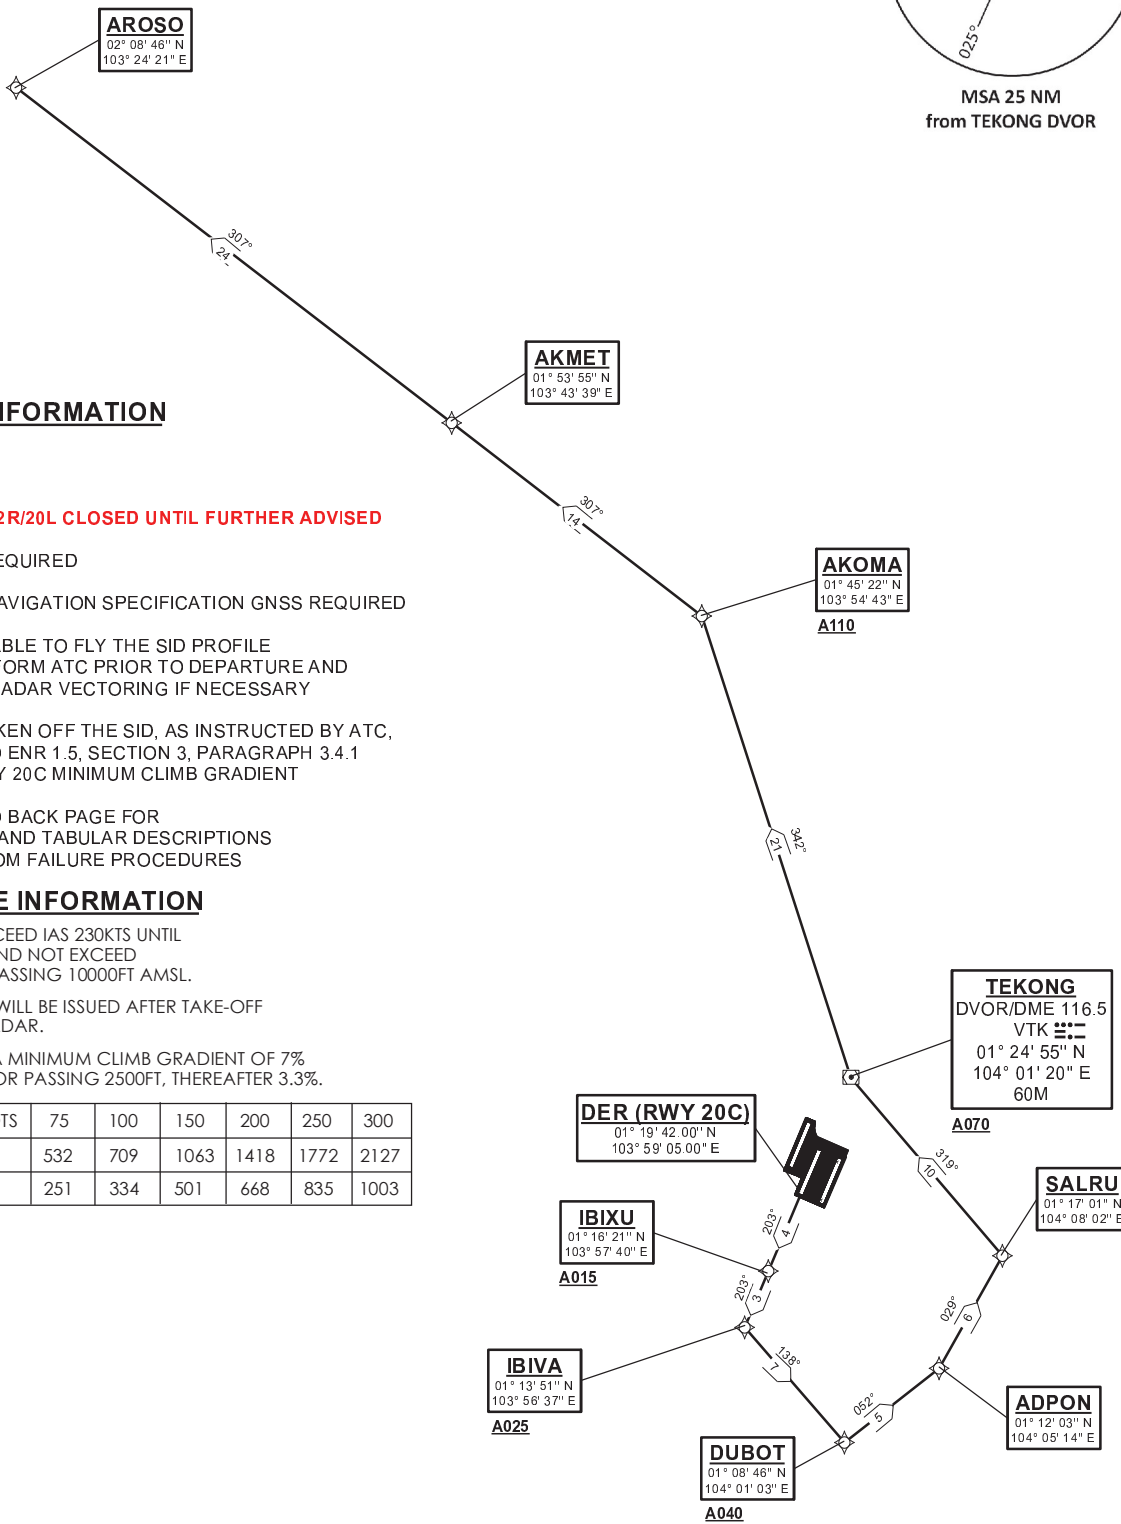 AROSO
02° 08' 46" N
103° 24' 21" E
025°
MSA 25 NM
from TEKONG DVOR
307°
24
AKMET
01° 53' 55" N
103° 43' 39" E
NFORMATION
2R/20L CLOSED UNTIL FURTHER ADVISED
307°
14
EQUIRED
AKOMA
01° 45' 22" N
103° 54' 43" E
A110
AVIGATION SPECIFICATION GNSS REQUIRED
ABLE TO FLY THE SID PROFILE
FORM ATC PRIOR TO DEPARTURE AND
RADAR VECTORING IF NECESSARY
KEN OFF THE SID, AS INSTRUCTED BY ATC,
O ENR 1.5, SECTION 3, PARAGRAPH 3.4.1
Y 20C MINIMUM CLIMB GRADIENT
O BACK PAGE FOR
AND TABULAR DESCRIPTIONS
OM FAILURE PROCEDURES
342°
21
E INFORMATION
CEED IAS 230KTS UNTIL
ND NOT EXCEED
ASSING 10000FT AMSL.
WILL BE ISSUED AFTER TAKE-OFF
DAR.
A MINIMUM CLIMB GRADIENT OF 7%
OR PASSING 2500FT, THEREAFTER 3.3%.
TS 75 100 150 200 250 300
532 709 1063 1418 1772 2127
251 334 501 668 835 1003
TEKONG
DVOR/DME 116.5
VTK
01° 24' 55" N
104° 01' 20" E
60M
A070
DER (RWY 20C)
01° 19' 42.00" N
103° 59' 05.00" E
319°
10
SALRU
01° 17' 01" N
104° 08' 02" E
IBIXU
01° 16' 21" N
103° 57' 40" E
A015
203°
4
203°
3
029°
6
IBIVA
01° 13' 51" N
103° 56' 37" E
A025
138°
7
052°
5
ADPON
01° 12' 03" N
104° 05' 14" E
DUBOT
01° 08' 46" N
104° 01' 03" E
A040